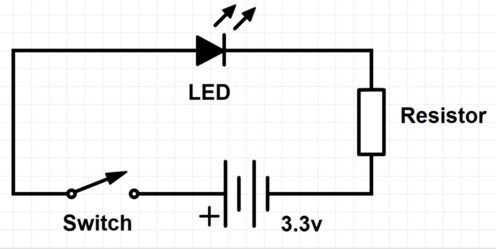 LED
Resistor
Switch
+
3.3v